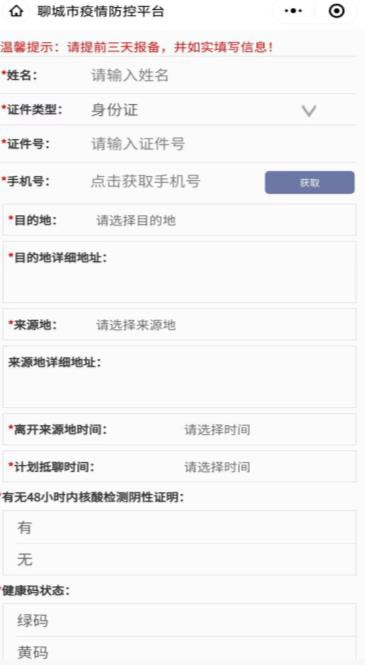 聊城市疫情防控平台
温馨提示：请提前三天报备，并如实填写信息！
*姓名： 请输入姓名
*证件类型： 身份证
*证件号： 请输入证件号
*手机号： 点击获取手机号 获取
*目的地： 请选择目的地
*目的地详细地址：
*来源地： 请选择来源地
来源地详细地址：
*离开来源地时间： 请选择时间
*计划抵聊时间： 请选择时间
*有无48小时内核酸检测阴性证明：
有
无
*健康码状态：
绿码
黄码